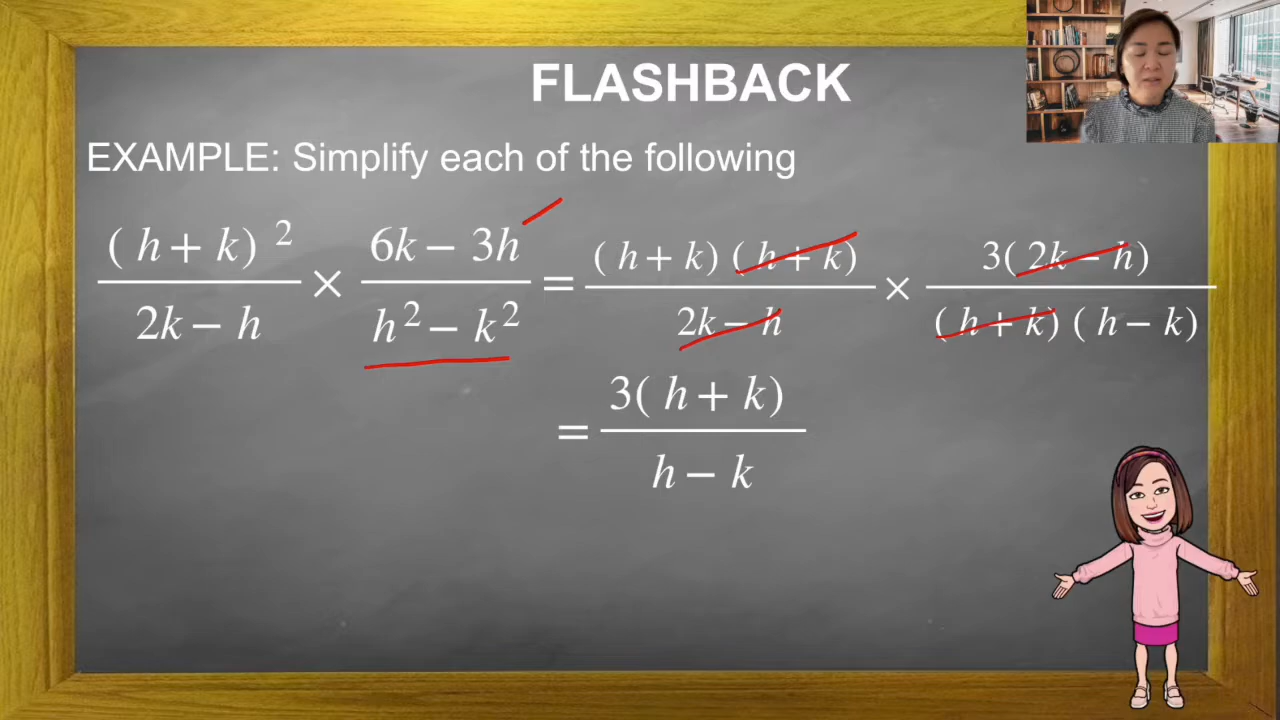 FLASHBACK
EXAMPLE: Simplify each of the following
(h + k)² / (2k − h) × (6k − 3h) / (h² − k²) = (h + k)(h + k) / (2k − h) × 3(2k − h) / ((h + k)(h − k))
= 3(h + k) / (h − k)